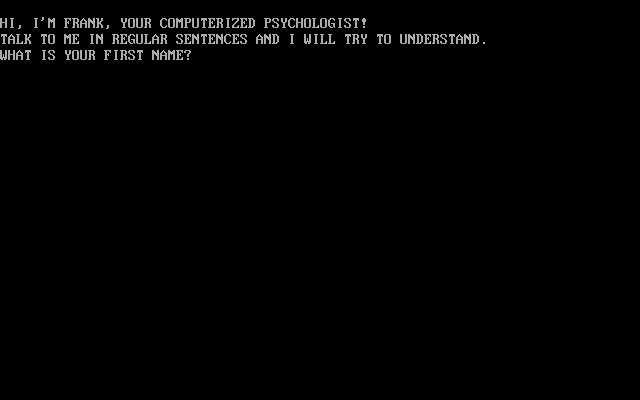 HI, I'M FRANK, YOUR COMPUTERIZED PSYCHOLOGIST!
TALK TO ME IN REGULAR SENTENCES AND I WILL TRY TO UNDERSTAND.
WHAT IS YOUR FIRST NAME?